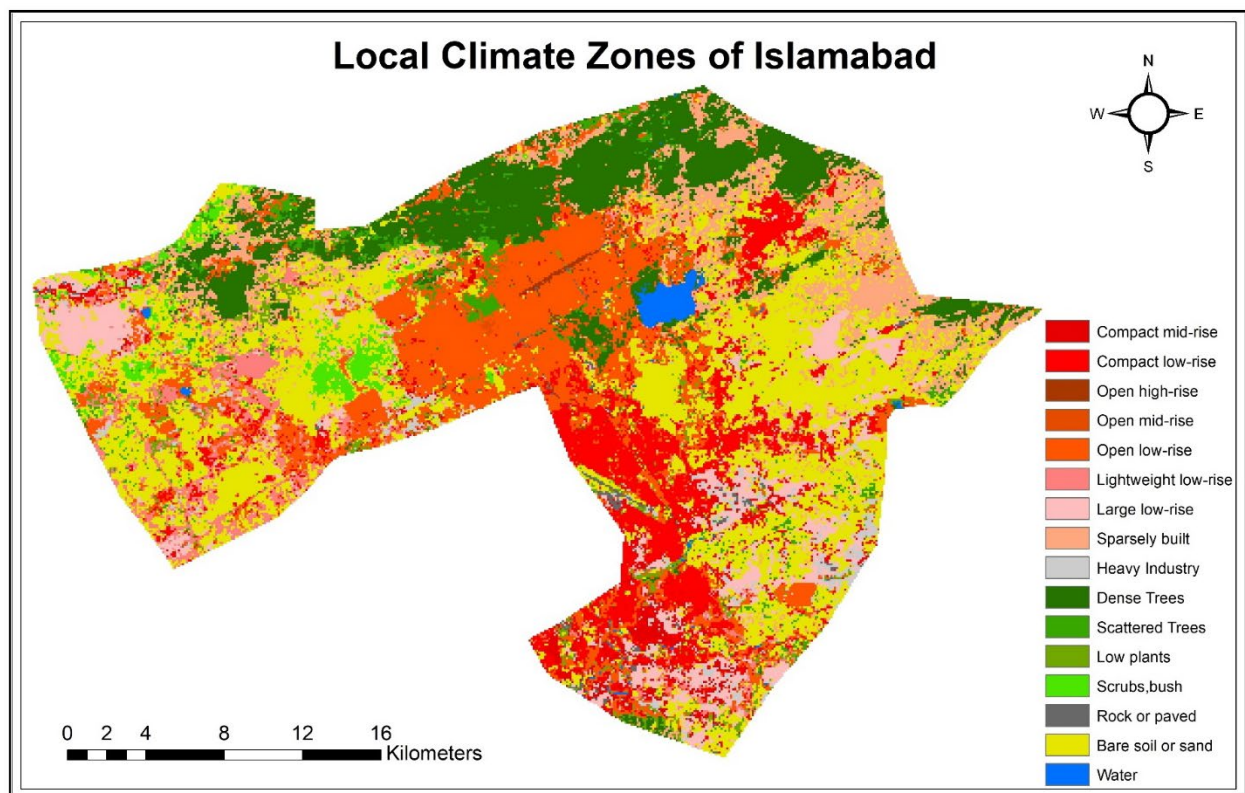 Local Climate Zones of Islamabad
N
W E
S
Compact mid-rise
Compact low-rise
Open high-rise
Open mid-rise
Open low-rise
Lightweight low-rise
Large low-rise
Sparsely built
Heavy Industry
Dense Trees
Scattered Trees
Low plants
Scrubs,bush
Rock or paved
Bare soil or sand
Water
0 2 4 8 12 16
Kilometers